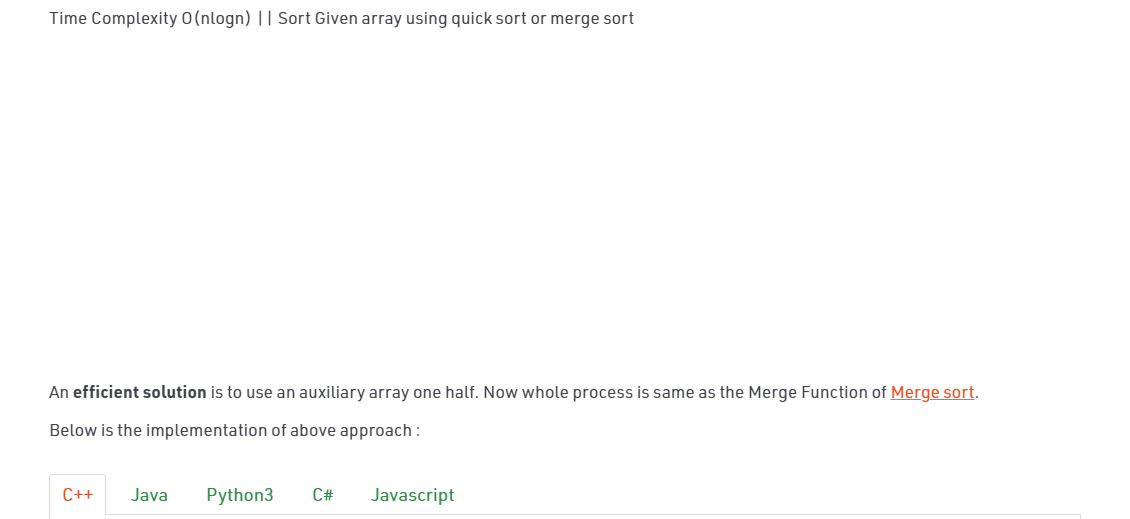 Time Complexity O(nlogn) || Sort Given array using quick sort or merge sort
An efficient solution is to use an auxiliary array one half. Now whole process is same as the Merge Function of Merge sort.
Below is the implementation of above approach :
C++ Java Python3 C# Javascript